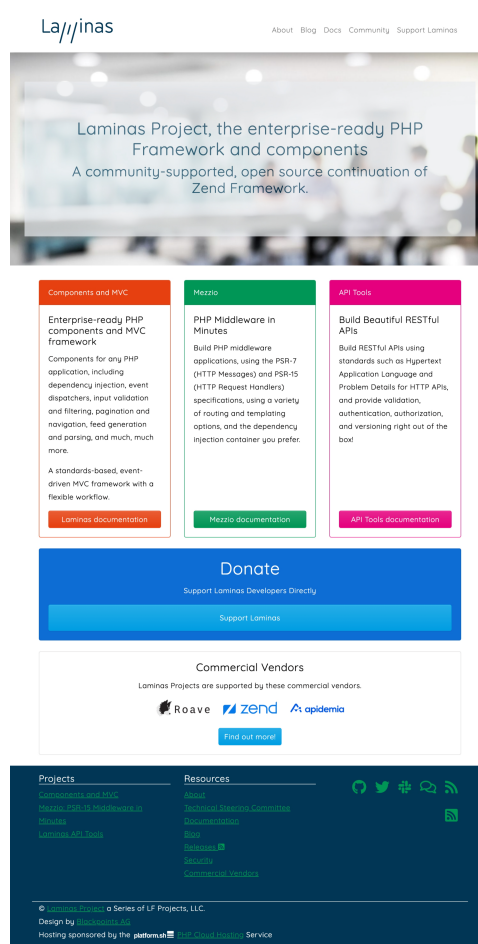 Laminas
About Blog Docs Community Support Laminas
Laminas Project, the enterprise-ready PHP
Framework and components
A community-supported, open source continuation of
Zend Framework.
Components and MVC
Enterprise-ready PHP
components and MVC
framework
Components for any PHP
application, including
dependency injection, event
dispatchers, input validation
and filtering, pagination and
navigation, feed generation
and parsing, and much, much
more.
A standards-based, event-
driven MVC framework with a
flexible workflow.
Laminas documentation
Mezzio
PHP Middleware in
Minutes
Build PHP middleware
applications, using the PSR-7
(HTTP Messages) and PSR-15
(HTTP Request Handlers)
specifications, using a variety
of routing and templating
options, and the dependency
injection container you prefer.
Mezzio documentation
API Tools
Build Beautiful RESTful
APIs
Build RESTful APIs using
standards such as Hypertext
Application Language and
Problem Details for HTTP APIs,
and provide validation,
authentication, authorization,
and versioning right out of the
box!
API Tools documentation
Donate
Support Laminas Developers Directly
Support Laminas
Commercial Vendors
Laminas Projects are supported by these commercial vendors.
Roave zend apidemia
Find out more!
Projects
Components and MVC
Mezzio: PSR-15 Middleware in
Minutes
Laminas API Tools
Resources
About
Technical Steering Committee
Documentation
Blog
Releases
Security
Commercial Vendors
© Laminas Project a Series of LF Projects, LLC.
Design by Blackpoints AG
Hosting sponsored by the platform.sh PHP Cloud Hosting Service